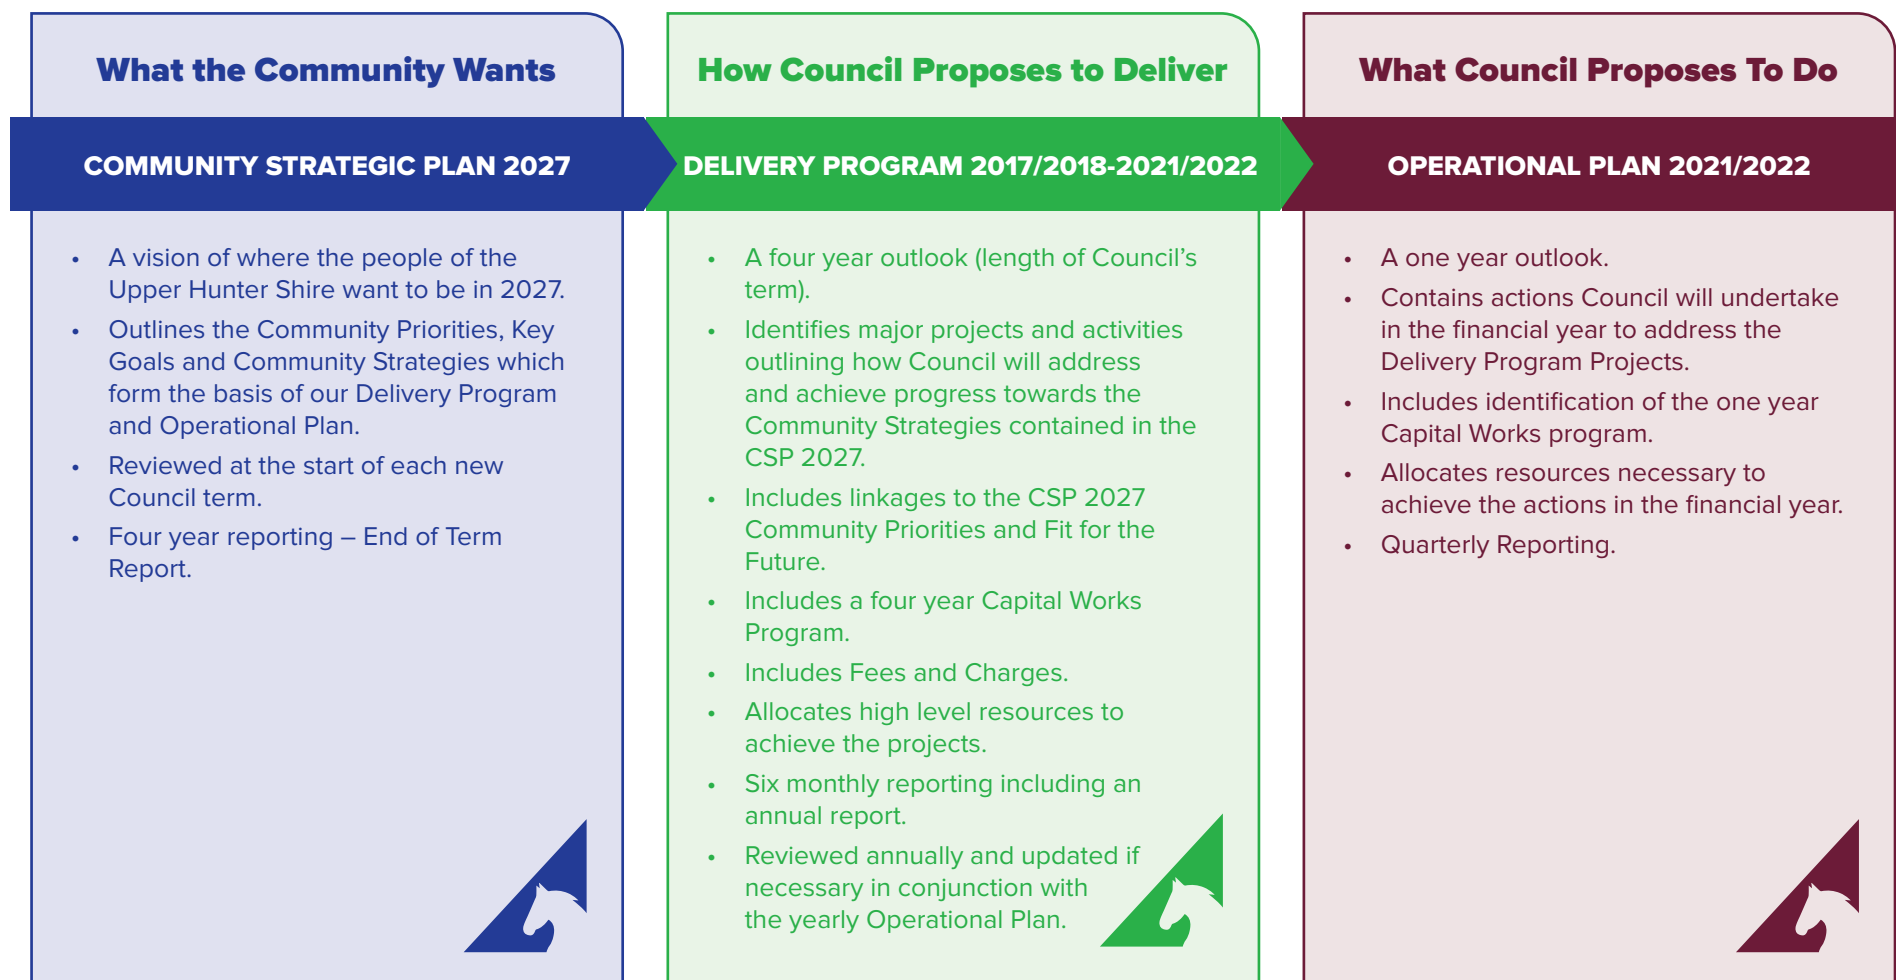 What the Community Wants
COMMUNITY STRATEGIC PLAN 2027
• A vision of where the people of the
Upper Hunter Shire want to be in 2027.
• Outlines the Community Priorities, Key
Goals and Community Strategies which
form the basis of our Delivery Program
and Operational Plan.
• Reviewed at the start of each new
Council term.
• Four year reporting – End of Term
Report.
How Council Proposes to Deliver
DELIVERY PROGRAM 2017/2018-2021/2022
• A four year outlook (length of Council’s
term).
• Identifies major projects and activities
outlining how Council will address
and achieve progress towards the
Community Strategies contained in the
CSP 2027.
• Includes linkages to the CSP 2027
Community Priorities and Fit for the
Future.
• Includes a four year Capital Works
Program.
• Includes Fees and Charges.
• Allocates high level resources to
achieve the projects.
• Six monthly reporting including an
annual report.
• Reviewed annually and updated if
necessary in conjunction with
the yearly Operational Plan.
What Council Proposes To Do
OPERATIONAL PLAN 2021/2022
• A one year outlook.
• Contains actions Council will undertake
in the financial year to address the
Delivery Program Projects.
• Includes identification of the one year
Capital Works program.
• Allocates resources necessary to
achieve the actions in the financial year.
• Quarterly Reporting.